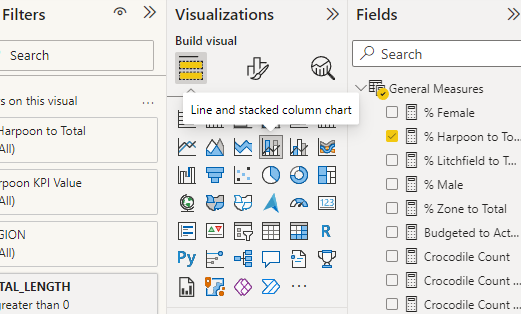 Filters
Search
rs on this visual
...
Harpoon to Total
All)
rpoon KPI Value
All)
GION
All)
TAL_LENGTH
greater than 0
Visualizations
Build visual
Line and stacked column chart
123
R
Py
...
Fields
Search
General Measures
% Female
% Harpoon to To...
% Litchfield to T...
% Male
% Zone to Total
Budgeted to Act...
Crocodile Count
Crocodile Count ...
Crocodile Count ...